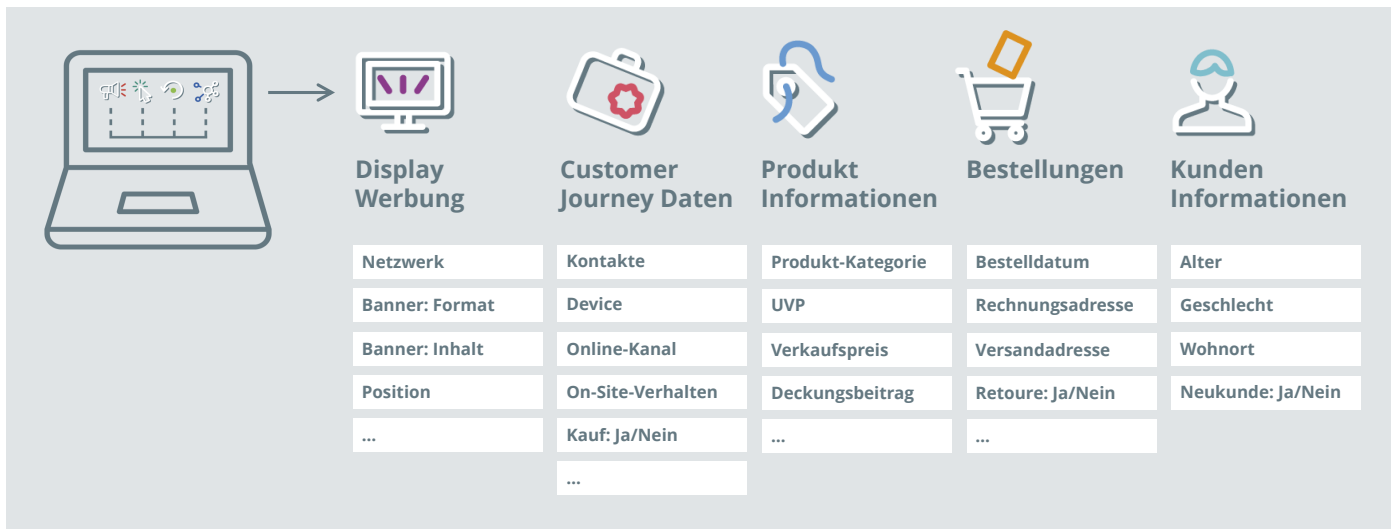 Display
Werbung
Netzwerk
Banner: Format
Banner: Inhalt
Position
...
Customer
Journey Daten
Kontakte
Device
Online-Kanal
On-Site-Verhalten
Kauf: Ja/Nein
...
Produkt
Informationen
Produkt-Kategorie
UVP
Verkaufspreis
Deckungsbeitrag
...
Bestellungen
Bestelldatum
Rechnungsadresse
Versandadresse
Retoure: Ja/Nein
...
Kunden
Informationen
Alter
Geschlecht
Wohnort
Neukunde: Ja/Nein